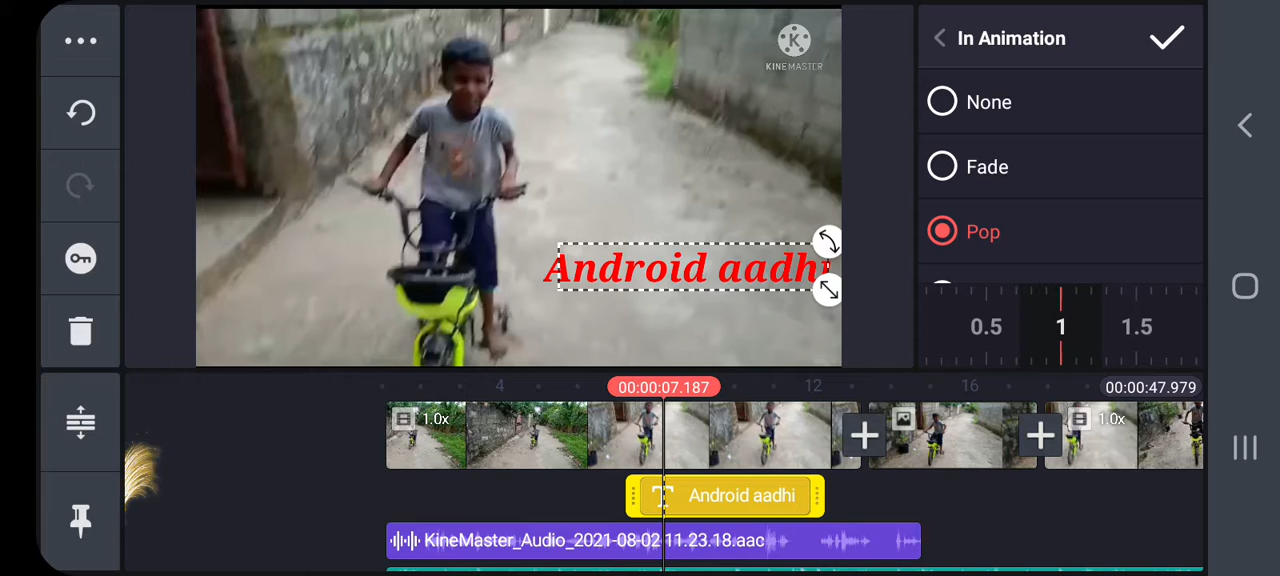 In Animation
KINEMASTER
None
Fade
Pop
Android aadhi
0.5 1 1.5
4 00:00:07.187 12 16 00:00:47.979
1.0x 1.0x
Android aadhi
KineMaster_Audio_2021-08-02 11.23.18.aac